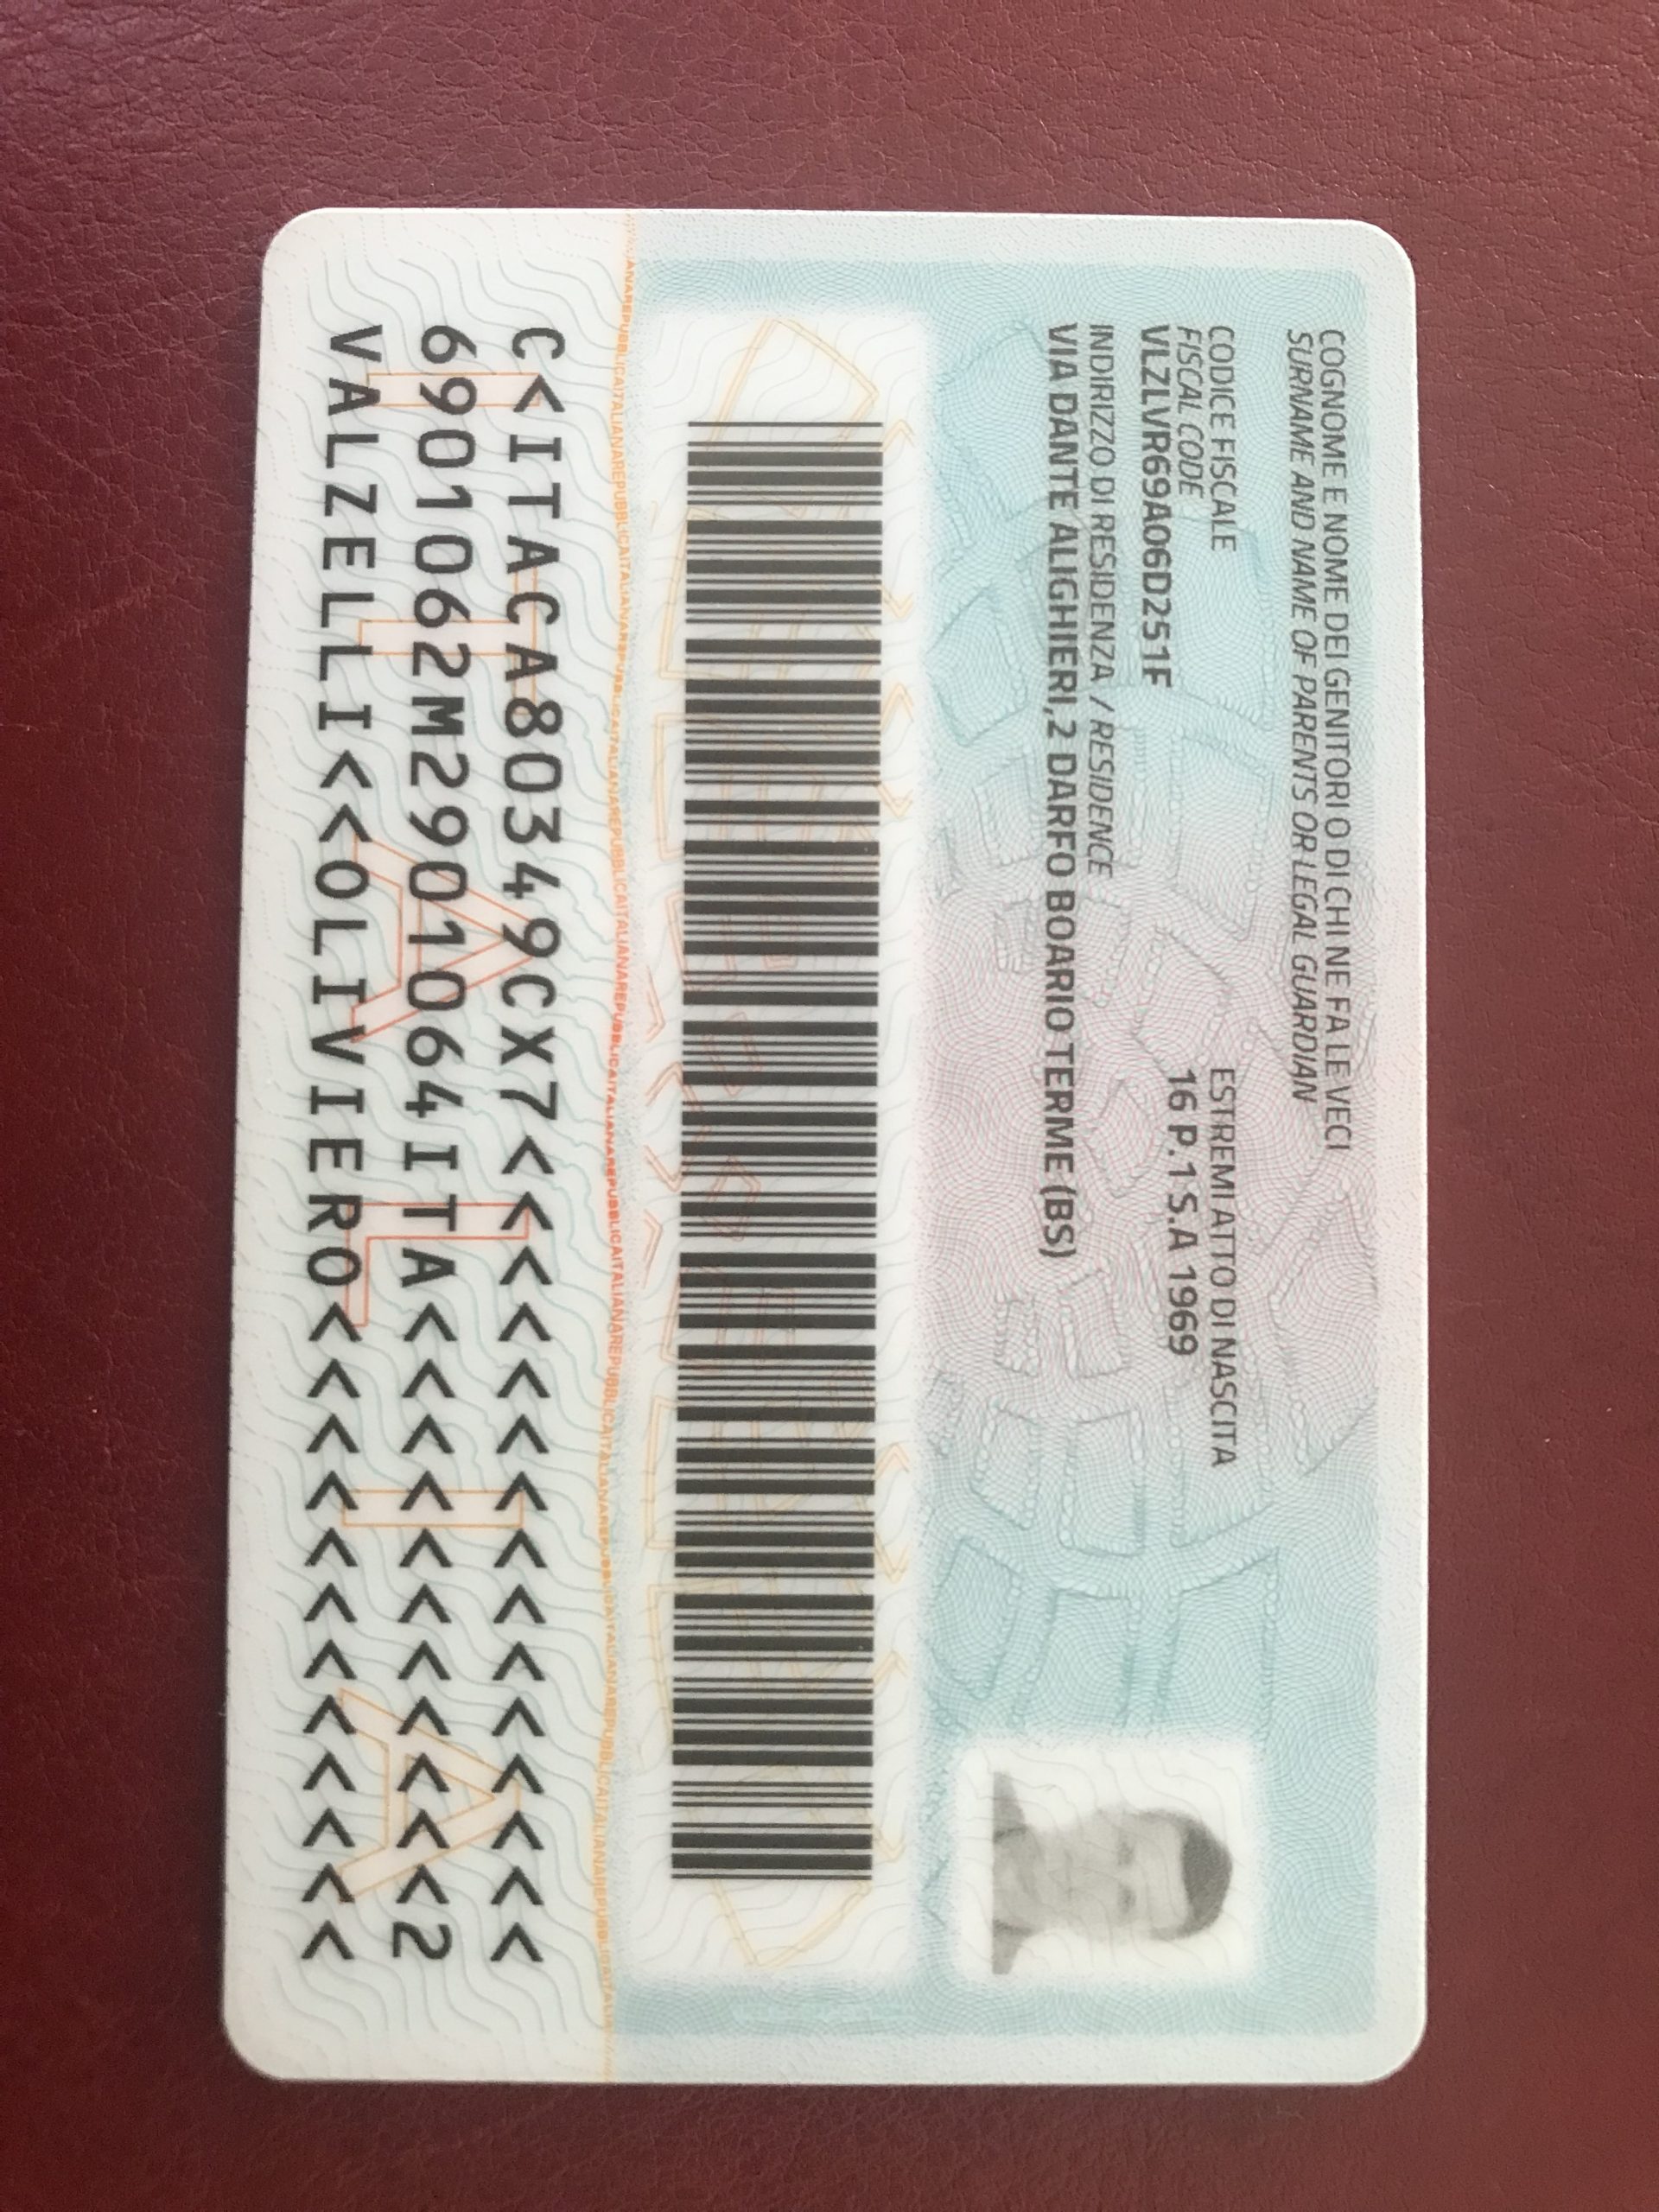 COGNOME E NOME DEI GENITORI O DI CHI NE FA LE VECI
SURNAME AND NAME OF PARENTS OR LEGAL GUARDIAN
CODICE FISCALE
FISCAL CODE
VLZLVR69A06D251F
ESTREMI ATTO DI NASCITA
16 P.1 S.A 1969
INDIRIZZO DI RESIDENZA / RESIDENCE
VIA DANTE ALIGHIERI,2 DARFO BOARIO TERME (BS)
C<ITACA80349CX7<<<<<<<<<<<<<<<
6901062M2901064ITA<<<<<<<<<<<2
VALZELLI<<OLIVIERO<<<<<<<<<<<<
ITALIA